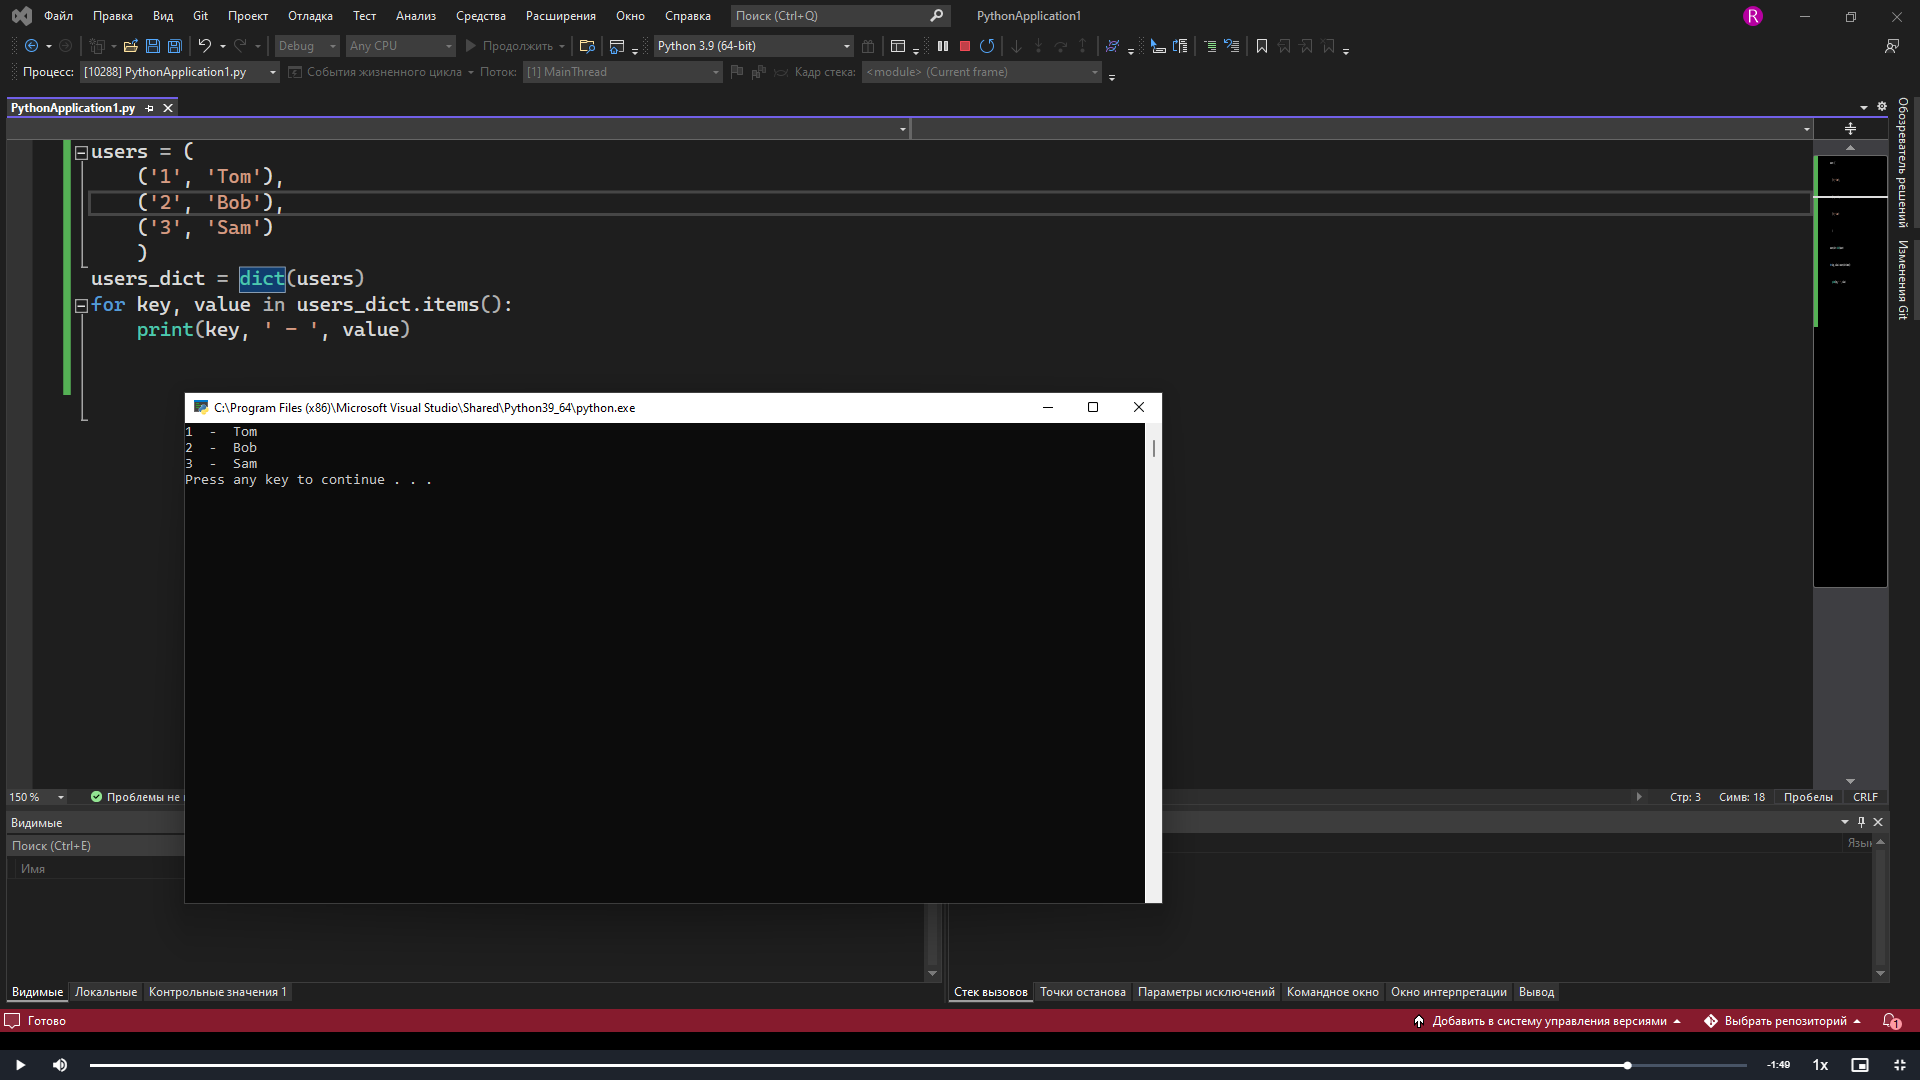 Файл Правка Вид Git Проект Отладка Тест Анализ Средства Расширения Окно Справка Поиск (Ctrl+Q) PythonApplication1 R
Debug Any CPU Продолжить Python 3.9 (64-bit)
Процесс: [10288] PythonApplication1.py События жизненного цикла Поток: [1] MainThread Кадр стека: <module> (Current frame)
PythonApplication1.py
users = (
('1', 'Tom'),
('2', 'Bob'),
('3', 'Sam')
)
users_dict = dict(users)
for key, value in users_dict.items():
print(key, ' - ', value)
C:\Program Files (x86)\Microsoft Visual Studio\Shared\Python39_64\python.exe
1 - Tom
2 - Bob
3 - Sam
Press any key to continue . . .
Обозреватель решений
Изменения Git
150 % Проблемы не Стр: 3 Симв: 18 Пробелы CRLF
Видимые
Поиск (Ctrl+E)
Имя
Язык
Видимые Локальные Контрольные значения 1
Стек вызовов Точки останова Параметры исключений Командное окно Окно интерпретации Вывод
Готово Добавить в систему управления версиями Выбрать репозиторий 1
-1:49 1x